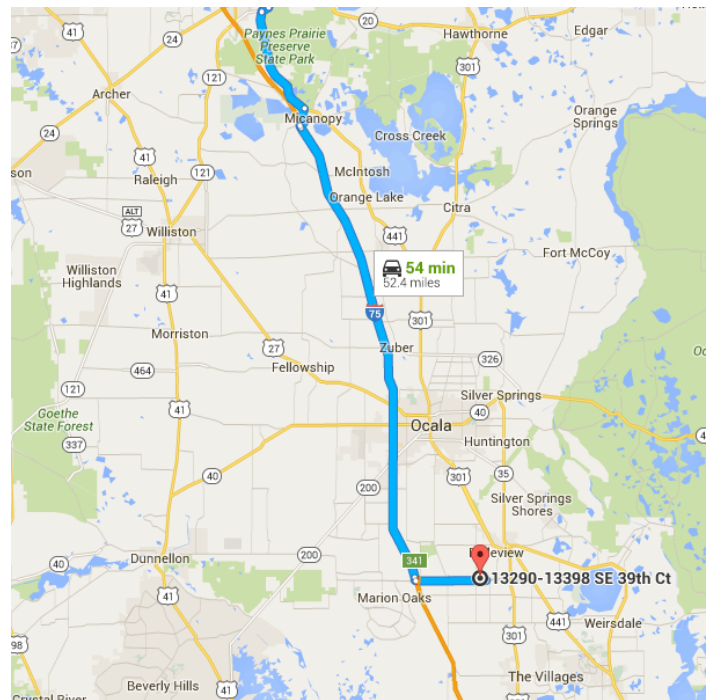 20
Hawthorne
Edgar
41
24
Paynes Prairie
Preserve
State Park
121
301
Archer
Micanopy
Orange
Springs
Cross Creek
24
41
121
McIntosh
Raleigh
Orange Lake
ALT
27
Citra
Williston
441
Fort McCoy
54 min
52.4 miles
Williston
Highlands
41
75
301
Morriston
27
Zuber
326
464
Fellowship
121
Silver Springs
41
40
Goethe
State Forest
Ocala
Huntington
337
40
301
35
200
Silver Springs
Shores
40
Dunnellon
200
341
13290-13398 SE 39th Ct
41
Marion Oaks
301
441
Weirsdale
98
Beverly Hills
The Villages
Crystal River